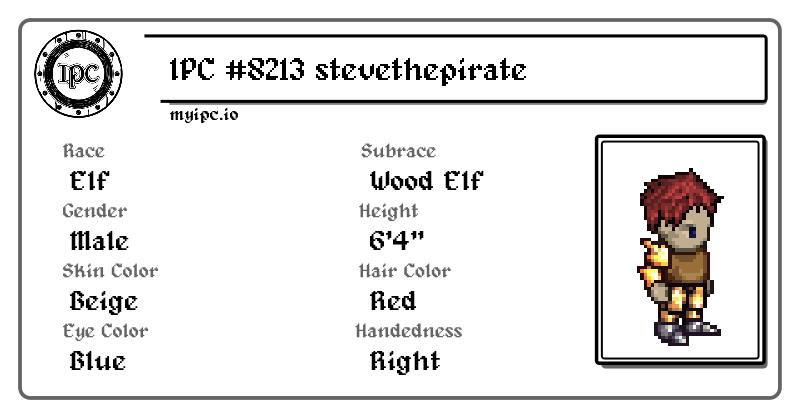 IPC
IPC #8213 stevethepirate
myipc.io
Race
Elf
Subrace
Wood Elf
Gender
Male
Height
6'4"
Skin Color
Beige
Hair Color
Red
Eye Color
Blue
Handedness
Right